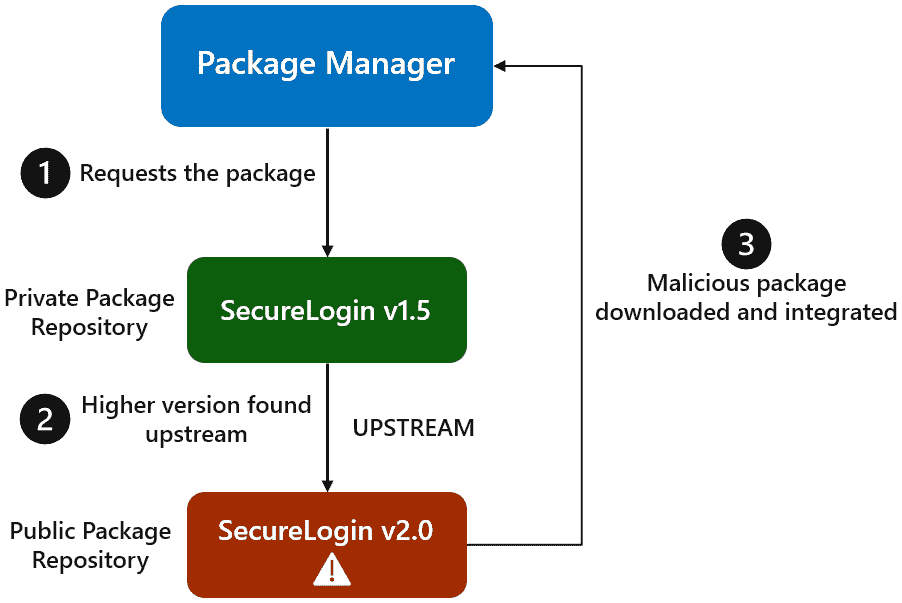 Package Manager
1
Requests the package
Private Package
Repository
SecureLogin v1.5
3
Malicious package
downloaded and integrated
2
Higher version found
upstream
UPSTREAM
Public Package
Repository
SecureLogin v2.0
!